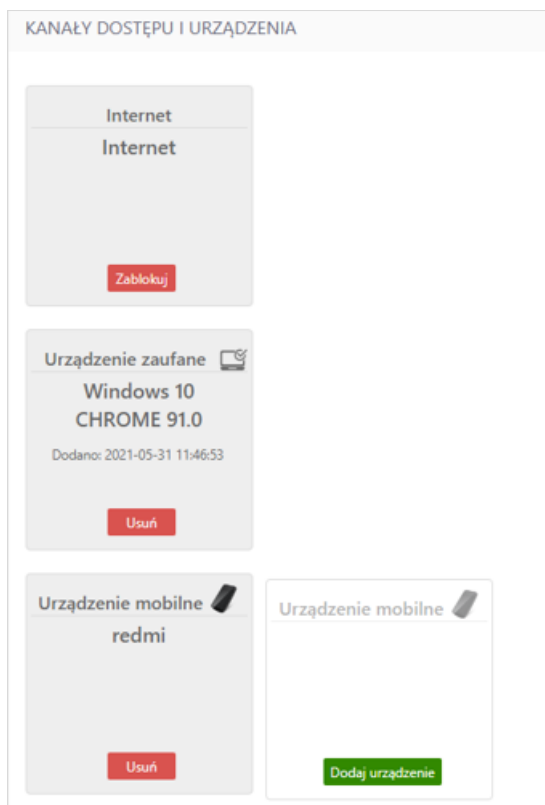 KANAŁY DOSTĘPU I URZĄDZENIA
Internet
Internet
Zablokuj
Urządzenie zaufane
Windows 10
CHROME 91.0
Dodano: 2021-05-31 11:46:53
Usuń
Urządzenie mobilne
redmi
Usuń
Urządzenie mobilne
Dodaj urządzenie